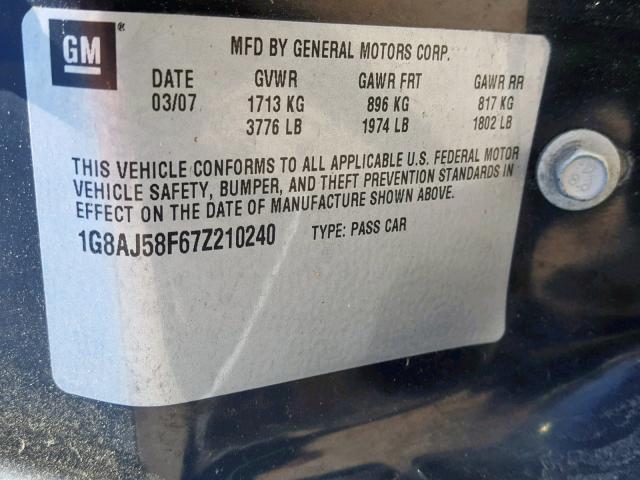 GM ®
MFD BY GENERAL MOTORS CORP.
DATE GVWR GAWR FRT GAWR RR
03/07 1713 KG 896 KG 817 KG
3776 LB 1974 LB 1802 LB
THIS VEHICLE CONFORMS TO ALL APPLICABLE U.S. FEDERAL MOTOR
VEHICLE SAFETY, BUMPER, AND THEFT PREVENTION STANDARDS IN
EFFECT ON THE DATE OF MANUFACTURE SHOWN ABOVE.
1G8AJ58F67Z210240 TYPE: PASS CAR